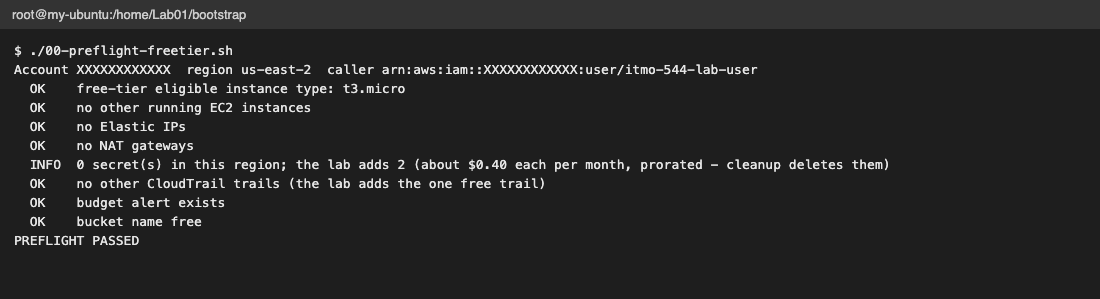 root@my-ubuntu:/home/Lab01/bootstrap
$ ./00-preflight-freetier.sh
Account XXXXXXXXXXXX  region us-east-2  caller arn:aws:iam::XXXXXXXXXXXX:user/itmo-544-lab-user
  OK    free-tier eligible instance type: t3.micro
  OK    no other running EC2 instances
  OK    no Elastic IPs
  OK    no NAT gateways
  INFO  0 secret(s) in this region; the lab adds 2 (about $0.40 each per month, prorated - cleanup deletes them)
  OK    no other CloudTrail trails (the lab adds the one free trail)
  OK    budget alert exists
  OK    bucket name free
PREFLIGHT PASSED